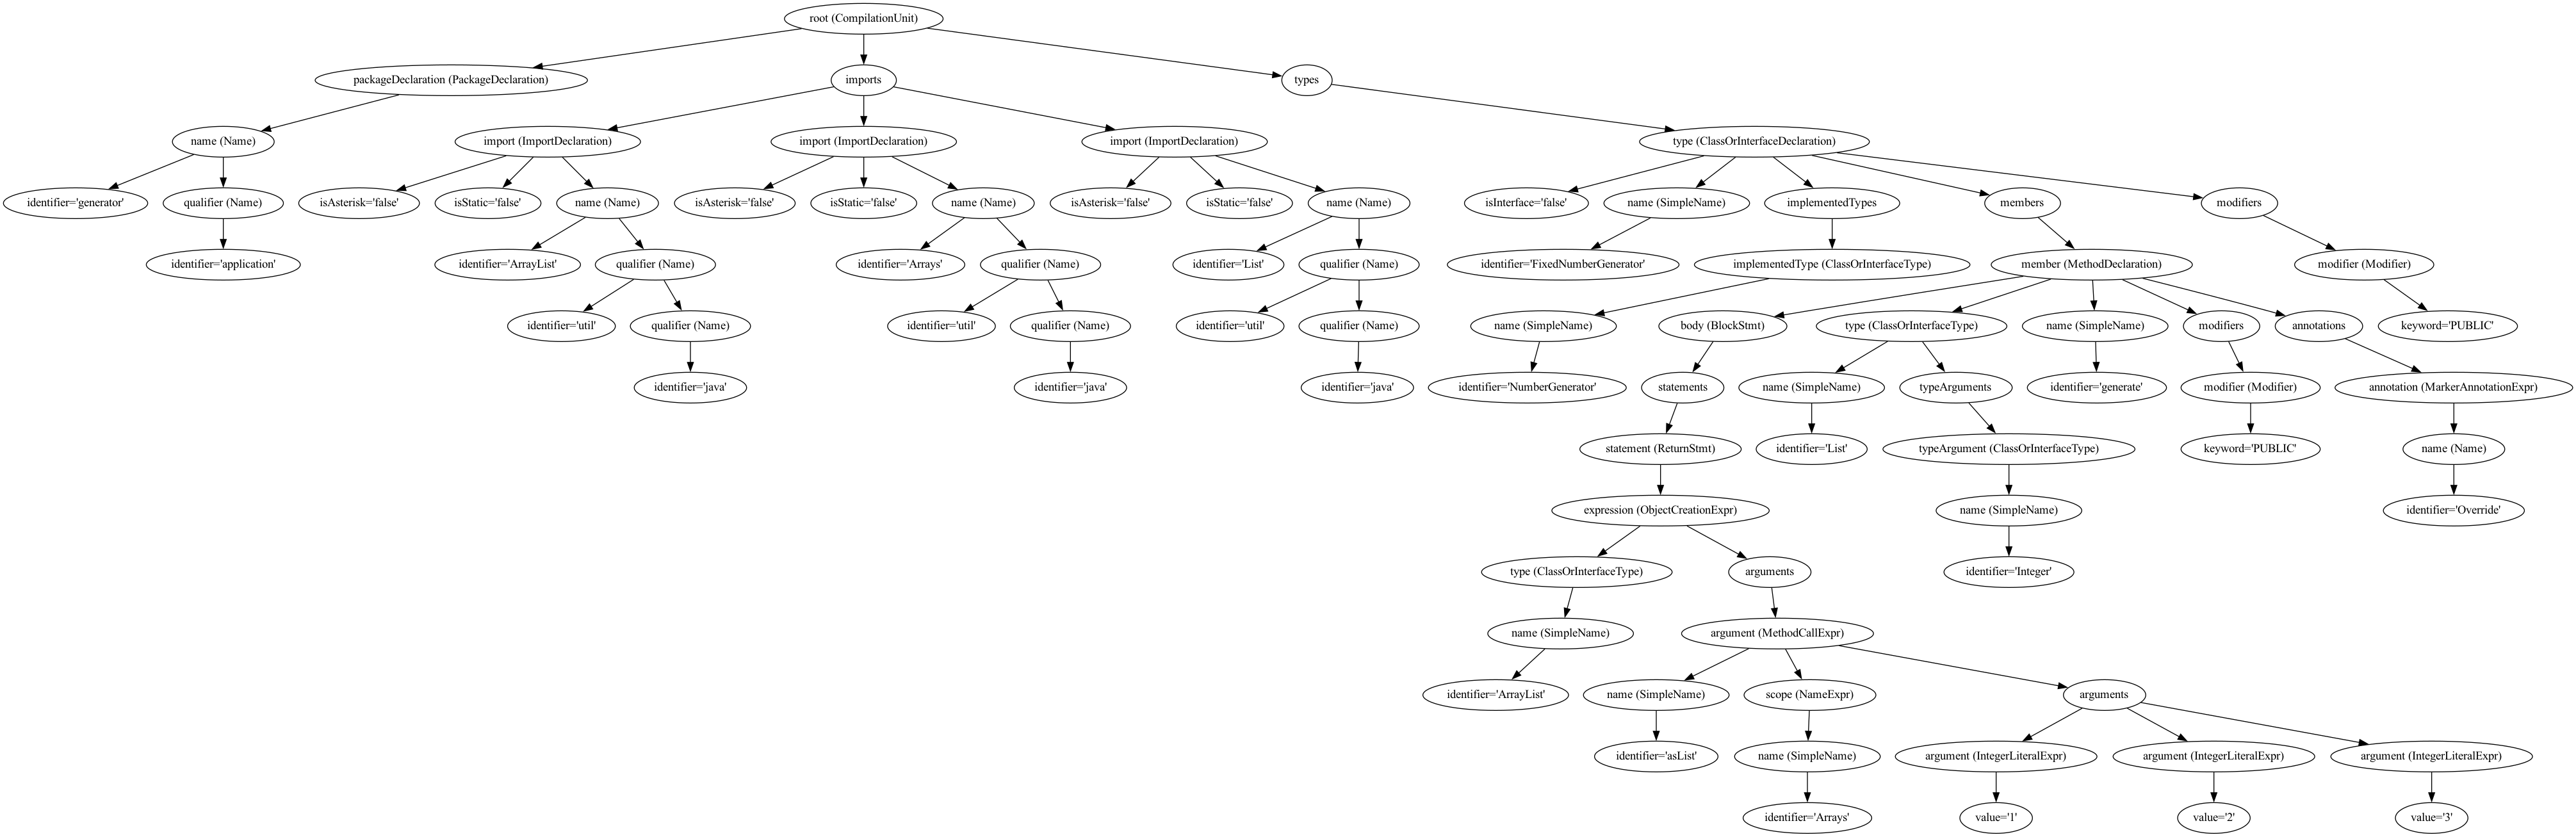 root (CompilationUnit)
packageDeclaration (PackageDeclaration)
imports
types
name (Name)
import (ImportDeclaration)
import (ImportDeclaration)
import (ImportDeclaration)
type (ClassOrInterfaceDeclaration)
identifier='generator'
qualifier (Name)
isAsterisk='false'
isStatic='false'
name (Name)
isAsterisk='false'
isStatic='false'
name (Name)
isAsterisk='false'
isStatic='false'
name (Name)
isInterface='false'
name (SimpleName)
implementedTypes
members
modifiers
identifier='application'
identifier='ArrayList'
qualifier (Name)
identifier='Arrays'
qualifier (Name)
identifier='List'
qualifier (Name)
identifier='FixedNumberGenerator'
implementedType (ClassOrInterfaceType)
member (MethodDeclaration)
modifier (Modifier)
identifier='util'
qualifier (Name)
identifier='util'
qualifier (Name)
identifier='util'
qualifier (Name)
name (SimpleName)
body (BlockStmt)
type (ClassOrInterfaceType)
name (SimpleName)
modifiers
annotations
keyword='PUBLIC'
identifier='java'
identifier='java'
identifier='java'
identifier='NumberGenerator'
statements
name (SimpleName)
typeArguments
identifier='generate'
modifier (Modifier)
annotation (MarkerAnnotationExpr)
statement (ReturnStmt)
identifier='List'
typeArgument (ClassOrInterfaceType)
keyword='PUBLIC'
name (Name)
expression (ObjectCreationExpr)
name (SimpleName)
identifier='Override'
type (ClassOrInterfaceType)
arguments
identifier='Integer'
name (SimpleName)
argument (MethodCallExpr)
identifier='ArrayList'
name (SimpleName)
scope (NameExpr)
arguments
identifier='asList'
name (SimpleName)
argument (IntegerLiteralExpr)
argument (IntegerLiteralExpr)
argument (IntegerLiteralExpr)
identifier='Arrays'
value='1'
value='2'
value='3'